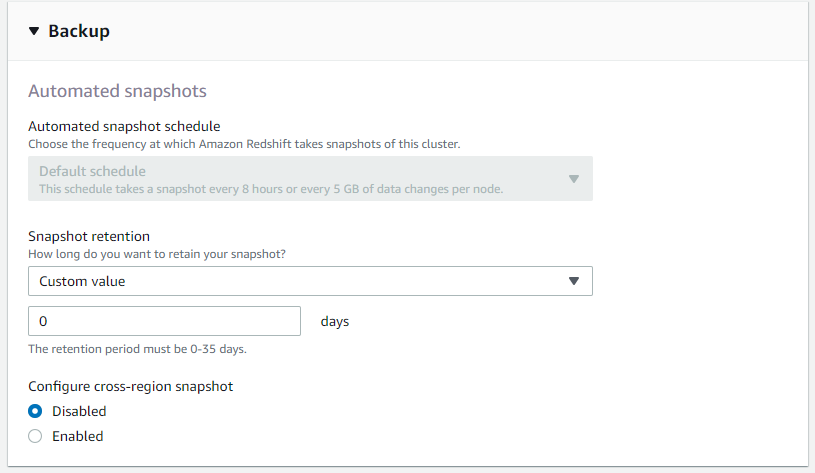 Backup
Automated snapshots
Automated snapshot schedule
Choose the frequency at which Amazon Redshift takes snapshots of this cluster.
Default schedule
This schedule takes a snapshot every 8 hours or every 5 GB of data changes per node.
Snapshot retention
How long do you want to retain your snapshot?
Custom value
0 days
The retention period must be 0-35 days.
Configure cross-region snapshot
Disabled
Enabled